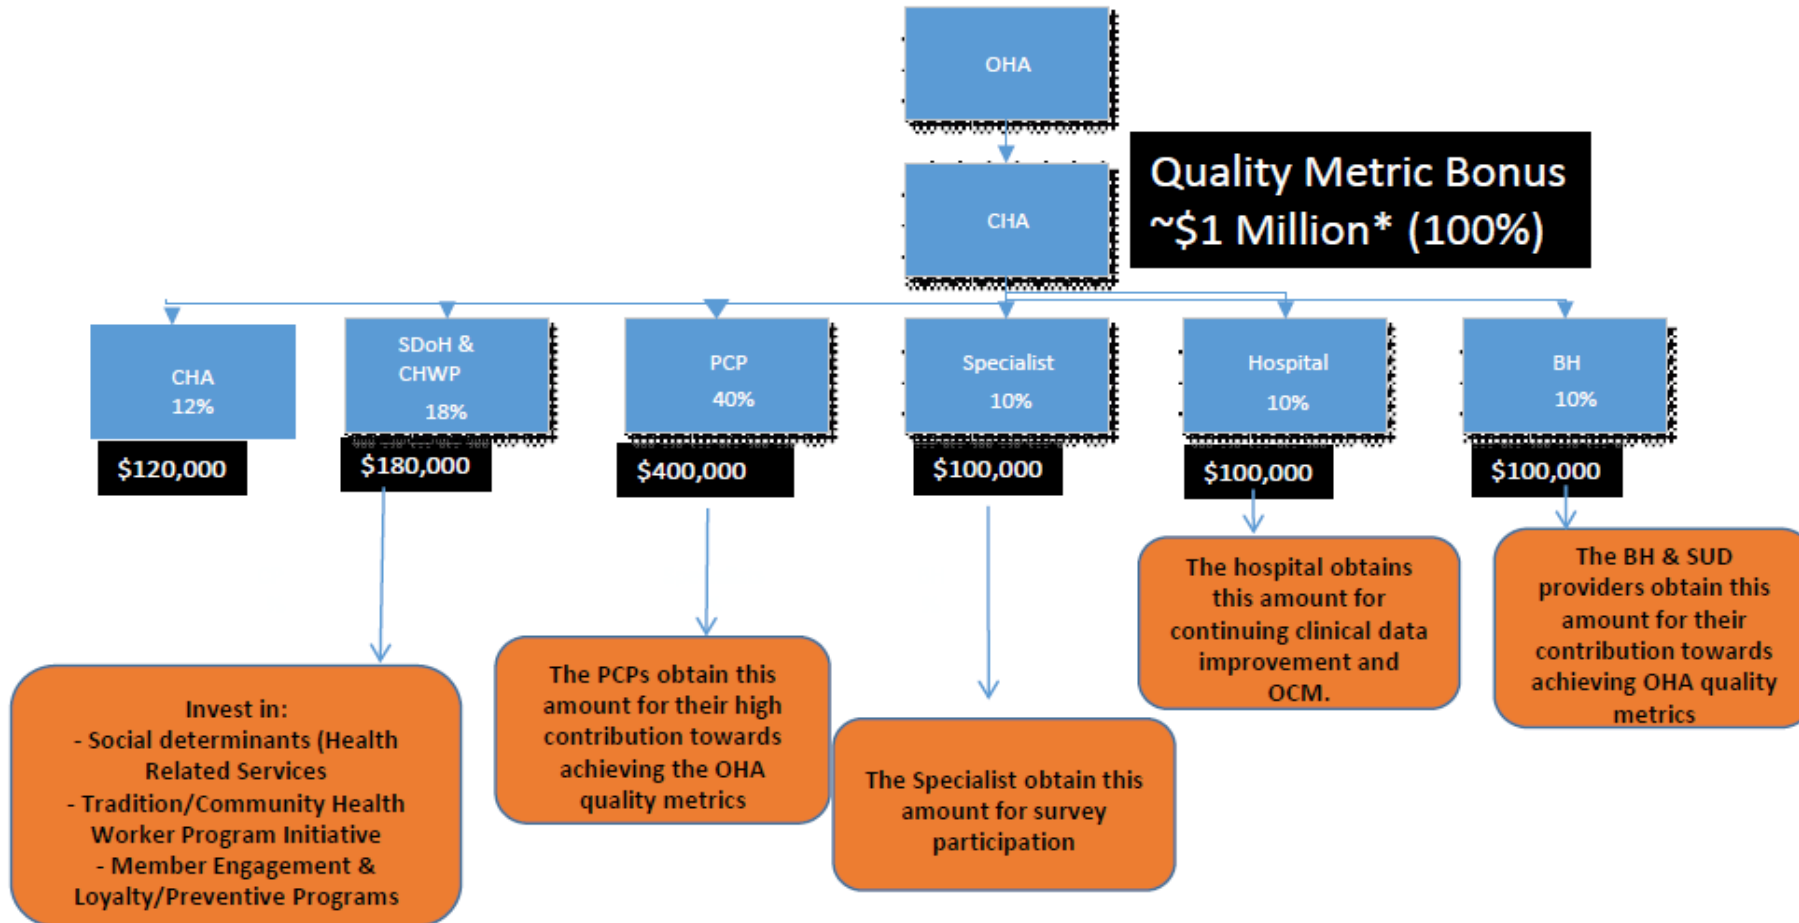 OHA
CHA
Quality Metric Bonus
~$1 Million* (100%)
CHA
12%
$120,000
SDoH &
CHWP
18%
$180,000
PCP
40%
$400,000
Specialist
10%
$100,000
Hospital
10%
$100,000
BH
10%
$100,000
Invest in:
- Social determinants (Health
Related Services
- Tradition/Community Health
Worker Program Initiative
- Member Engagement &
Loyalty/Preventive Programs
The PCPs obtain this
amount for their high
contribution towards
achieving the OHA
quality metrics
The Specialist obtain this
amount for survey
participation
The hospital obtains
this amount for
continuing clinical data
improvement and
OCM.
The BH & SUD
providers obtain this
amount for their
contribution towards
achieving OHA quality
metrics